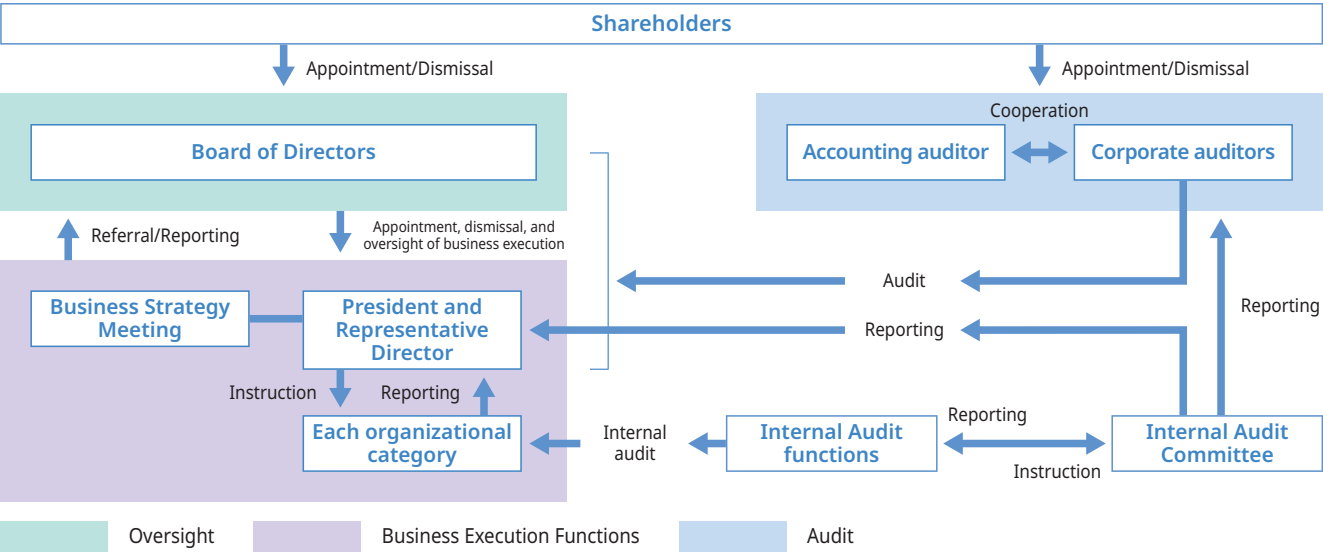 Shareholders
Appointment/Dismissal
Appointment/Dismissal
Cooperation
Board of Directors
Accounting auditor
Corporate auditors
Referral/Reporting
Appointment, dismissal, and
oversight of business execution
Audit
Reporting
Business Strategy
Meeting
President and
Representative
Director
Reporting
Instruction
Reporting
Each organizational
category
Internal
audit
Internal Audit
functions
Reporting
Instruction
Internal Audit
Committee
Oversight
Business Execution Functions
Audit